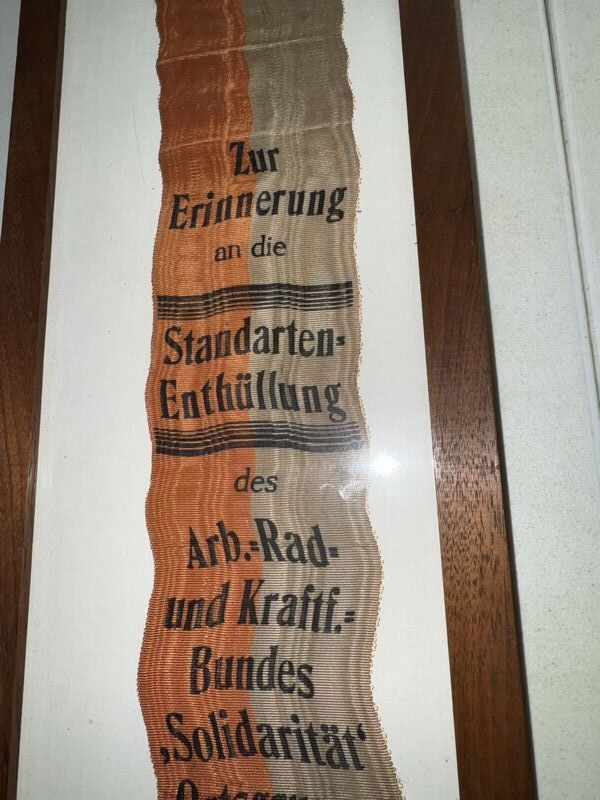 Zur
Erinnerung
an die
Standarten-
Enthüllung
des
Arb.-Rad-
und Kraftf.-
Bundes
‚Solidarität‘